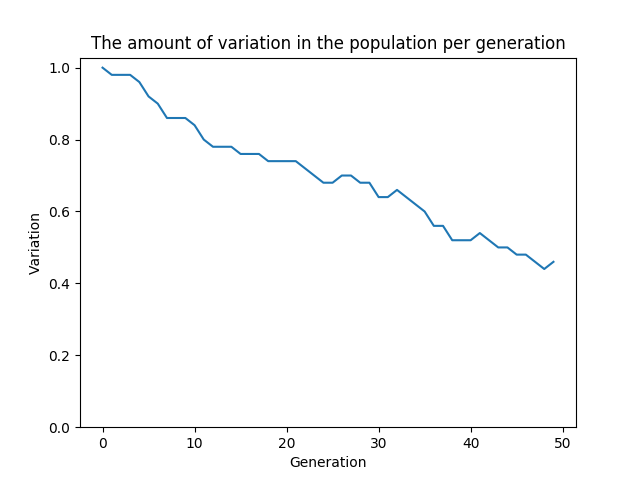 The amount of variation in the population per generation
1.0
0.8
0.6
0.4
0.2
0.0
Variation
0 10 20 30 40 50
Generation